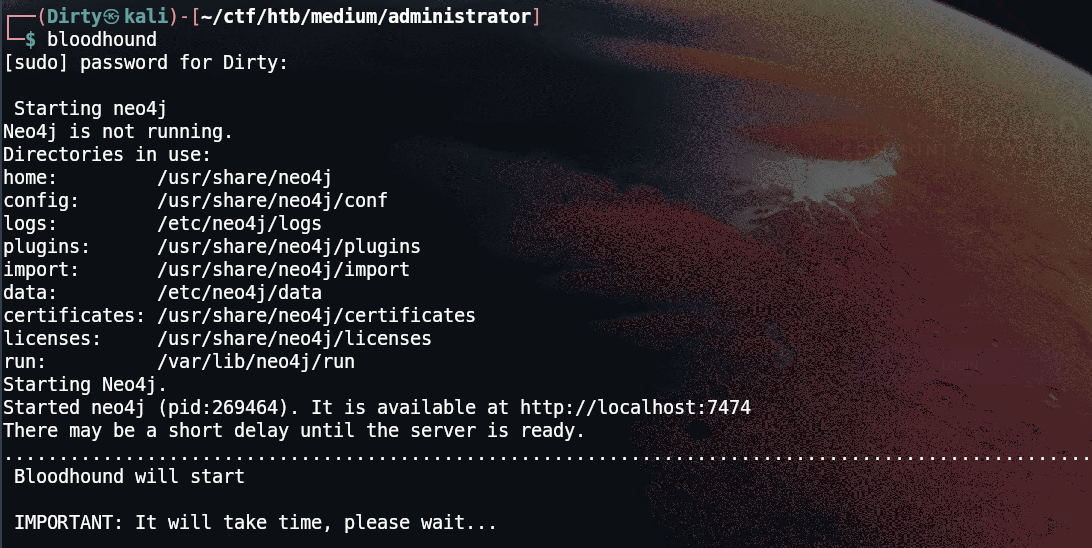 ┌──(Dirty㉿kali)-[~/ctf/htb/medium/administrator]
└─$ bloodhound
[sudo] password for Dirty:
Starting neo4j
Neo4j is not running.
Directories in use:
home:         /usr/share/neo4j
config:       /usr/share/neo4j/conf
logs:         /etc/neo4j/logs
plugins:      /usr/share/neo4j/plugins
import:       /usr/share/neo4j/import
data:         /etc/neo4j/data
certificates: /usr/share/neo4j/certificates
licenses:     /usr/share/neo4j/licenses
run:          /var/lib/neo4j/run
Starting Neo4j.
Started neo4j (pid:269464). It is available at http://localhost:7474
There may be a short delay until the server is ready.
....................................................................................................
Bloodhound will start
IMPORTANT: It will take time, please wait...